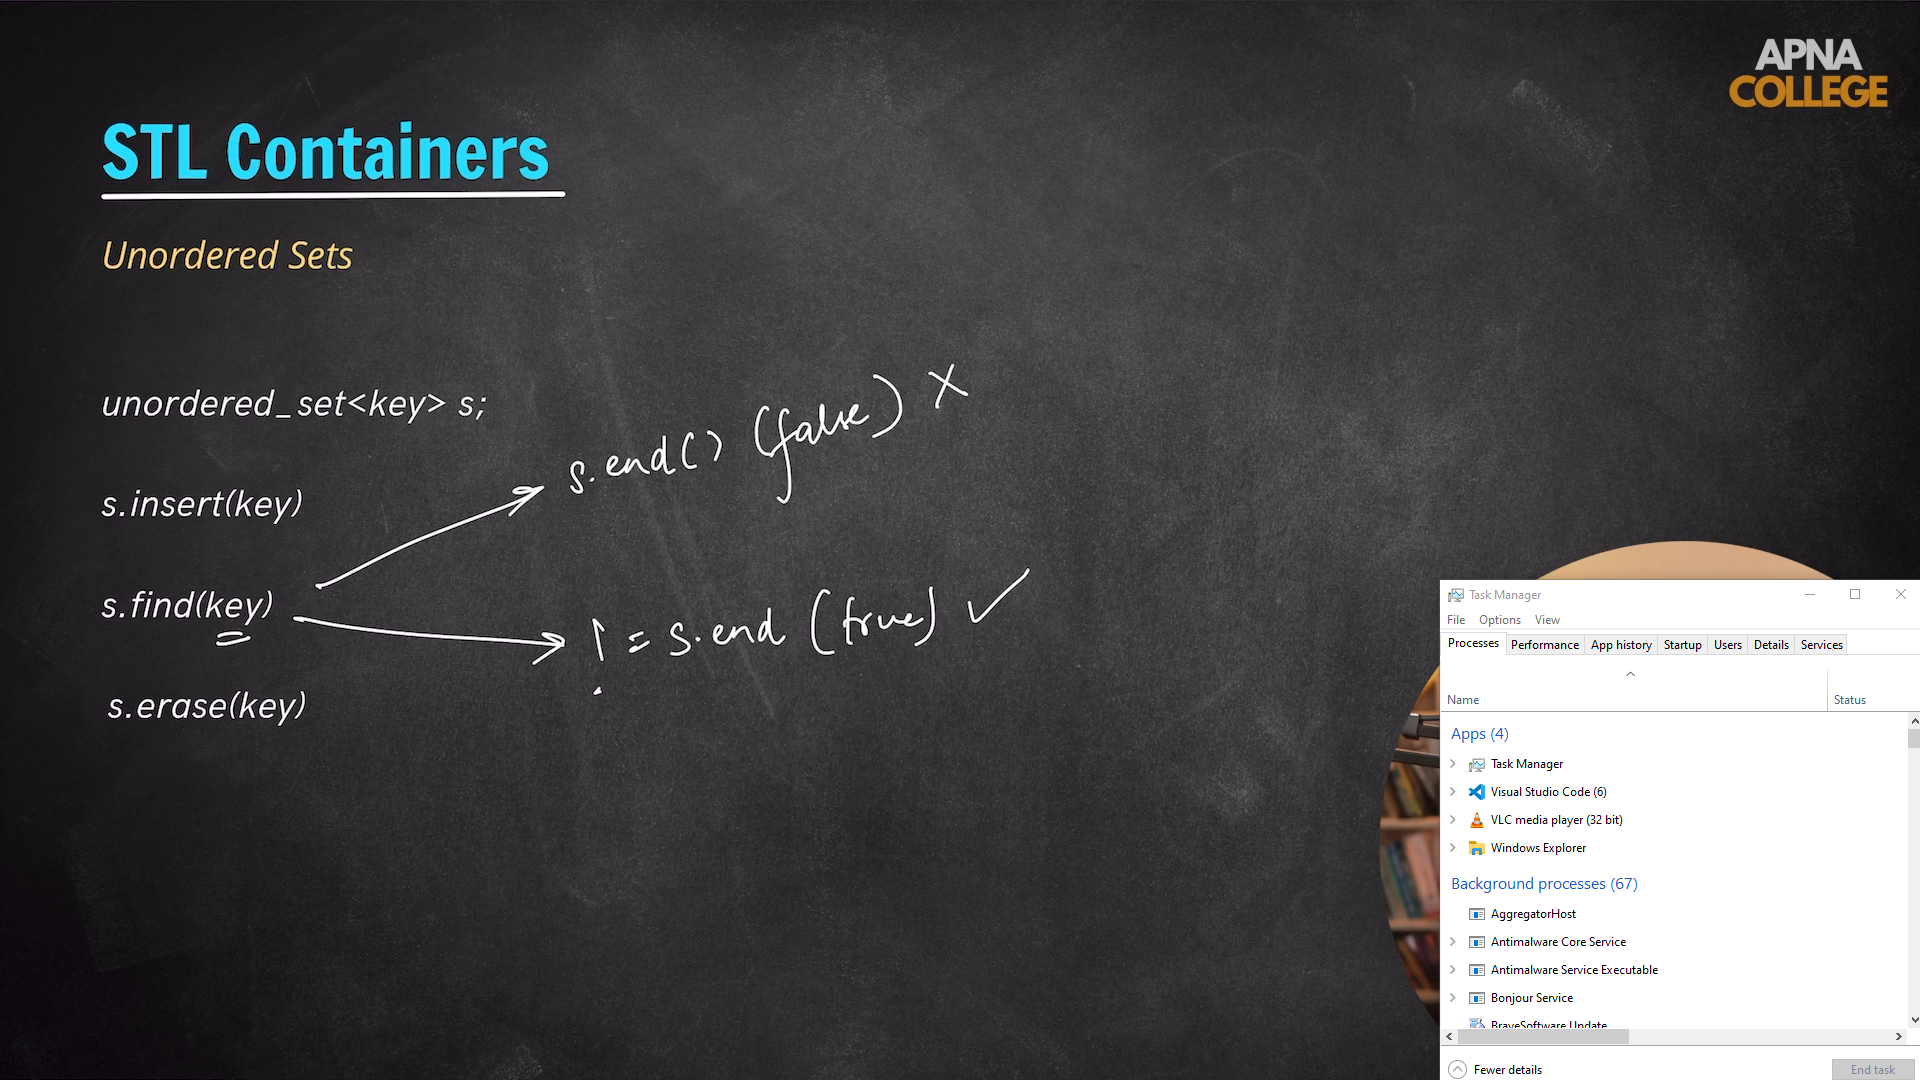 APNA
COLLEGE
STL Containers
Unordered Sets
unordered_set<key> s;
s.end() (false) X
s.insert(key)
s.find(key)
! = s.end (true) ✓
s.erase(key)
Task Manager
File Options View
Processes Performance App history Startup Users Details Services
Name Status
Apps (4)
Task Manager
Visual Studio Code (6)
VLC media player (32 bit)
Windows Explorer
Background processes (67)
AggregatorHost
Antimalware Core Service
Antimalware Service Executable
Bonjour Service
BraveSoftware Update
Fewer details
End task